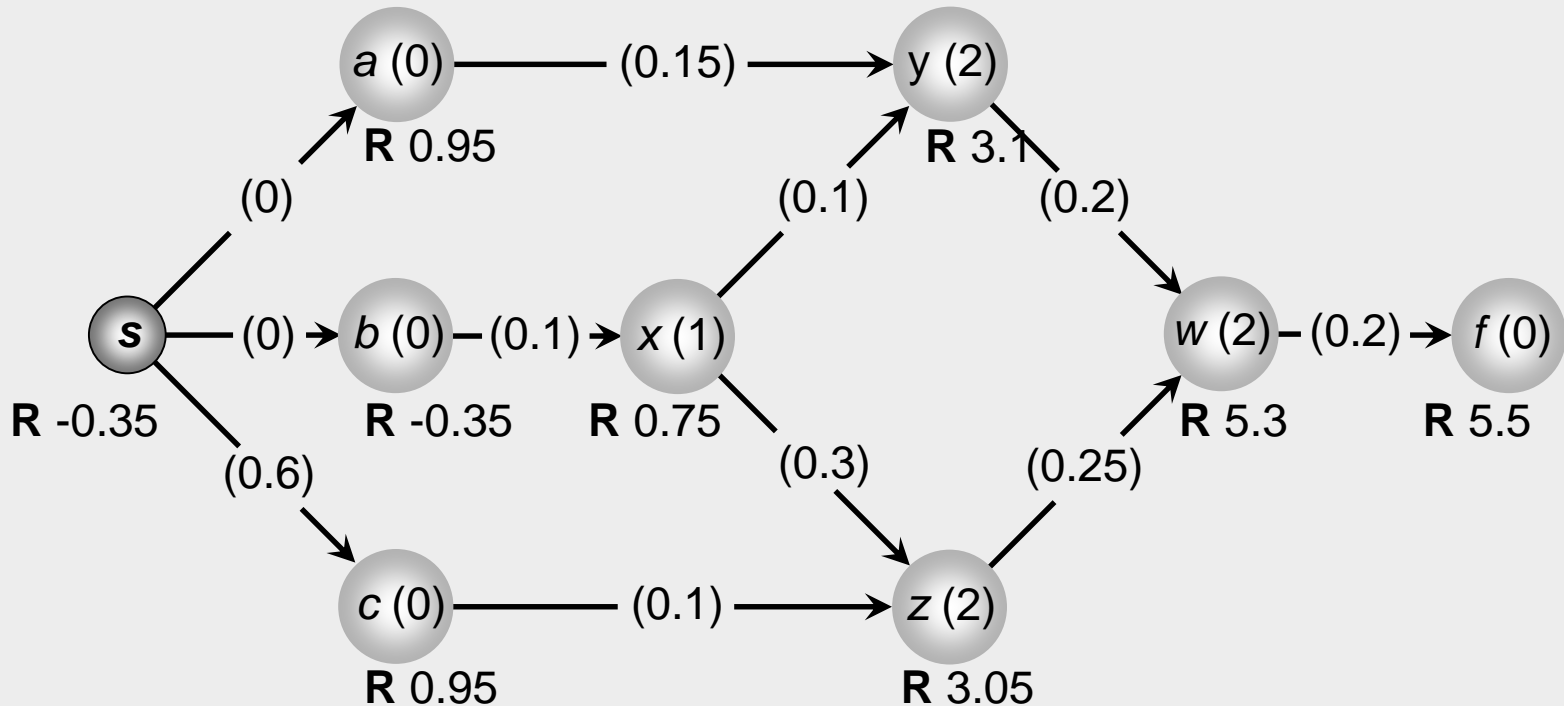 a (0) (0.15) y (2)
R 0.95 R 3.1
(0) (0.1) (0.2)
s (0) b (0) (0.1) x (1) w (2) (0.2) f (0)
R -0.35 R -0.35 R 0.75 R 5.3 R 5.5
(0.6) (0.3) (0.25)
c (0) (0.1) z (2)
R 0.95 R 3.05